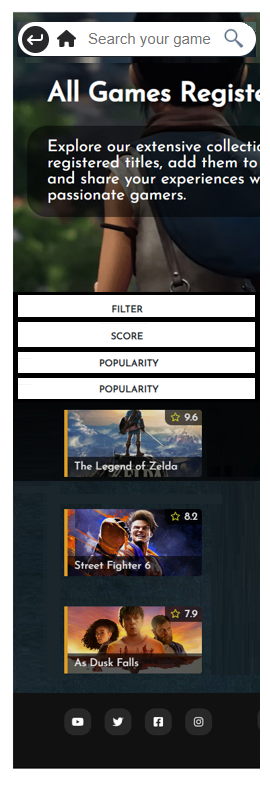 Search your game
All Games Registe
Explore our extensive collectio
registered titles, add them to
and share your experiences w
passionate gamers.
FILTER
SCORE
POPULARITY
POPULARITY
9.6
ZELDA
The Legend of Zelda
8.2
Street Fighter 6
7.9
As Dusk Falls